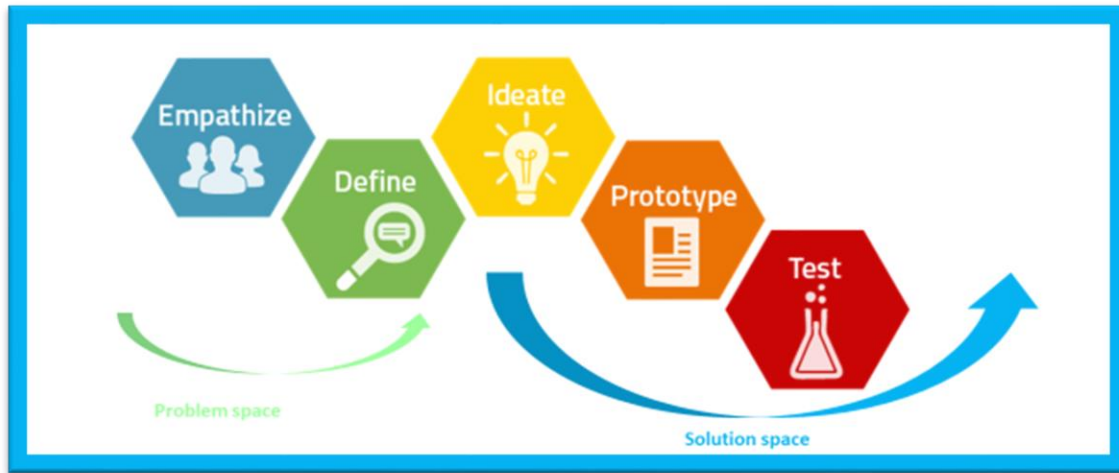 Empathize
Define
Ideate
Prototype
Test
Problem space
Solution space